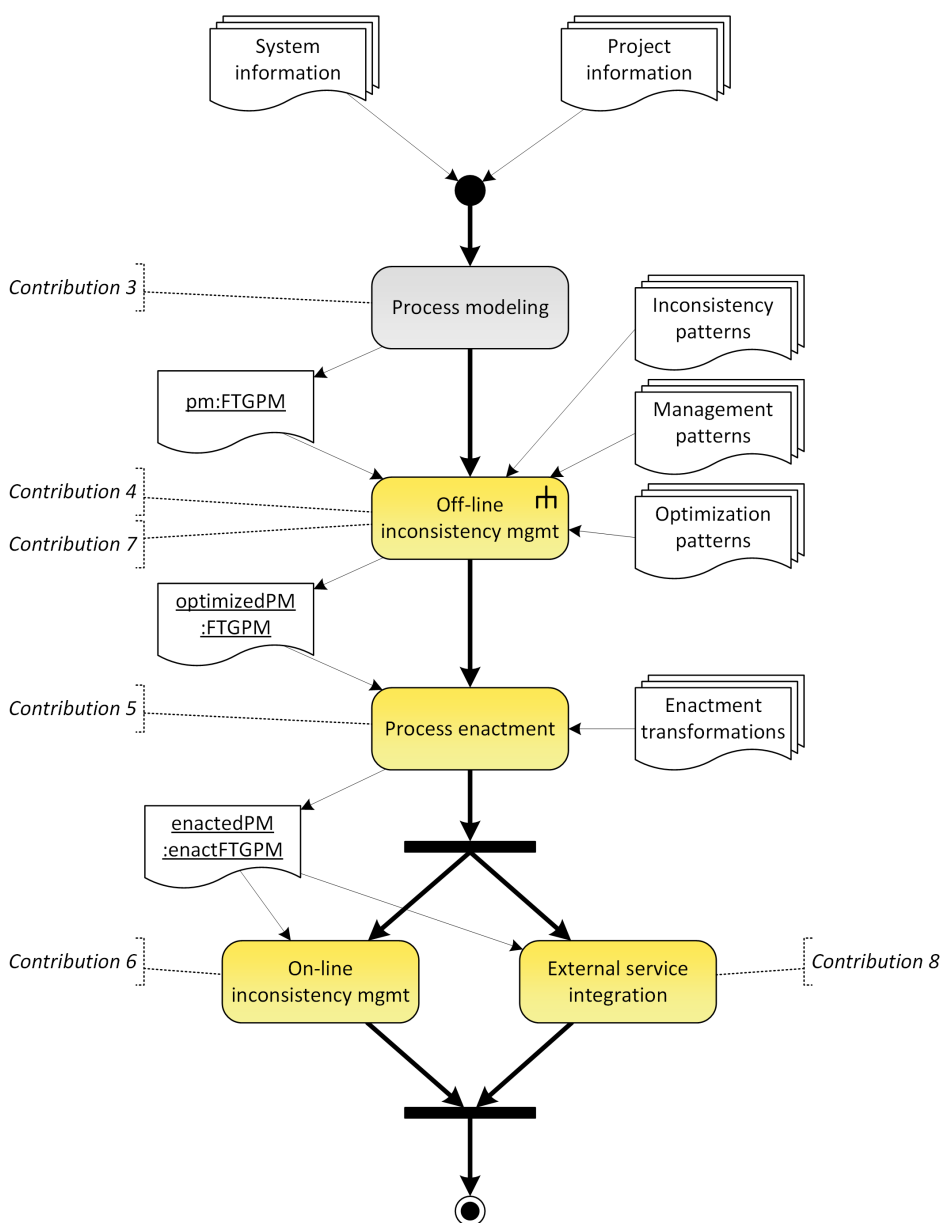 System
information
Project
information
Contribution 3
Process modeling
Inconsistency
patterns
pm:FTGPM
Management
patterns
Contribution 4
Off-line
inconsistency mgmt
Contribution 7
Optimization
patterns
optimizedPM
:FTGPM
Contribution 5
Process enactment
Enactment
transformations
enactedPM
:enactFTGPM
Contribution 6
On-line
inconsistency mgmt
External service
integration
Contribution 8